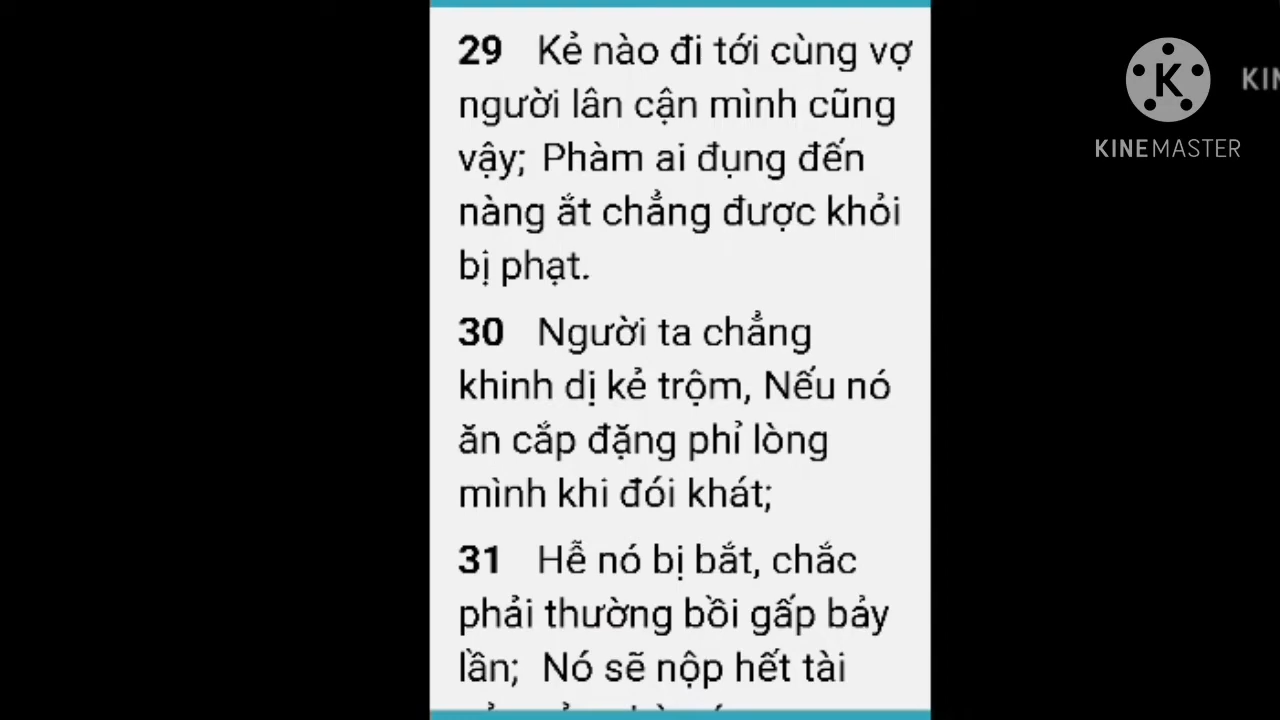 29 Kẻ nào đi tới cùng vợ
người lân cận mình cũng
vậy; Phàm ai đụng đến
nàng ắt chẳng được khỏi
bị phạt.
30 Người ta chẳng
khinh dị kẻ trộm, Nếu nó
ăn cắp đặng phỉ lòng
mình khi đói khát;
31 Hễ nó bị bắt, chắc
phải thường bồi gấp bảy
lần; Nó sẽ nộp hết tài
K
KINEMASTER
KIN